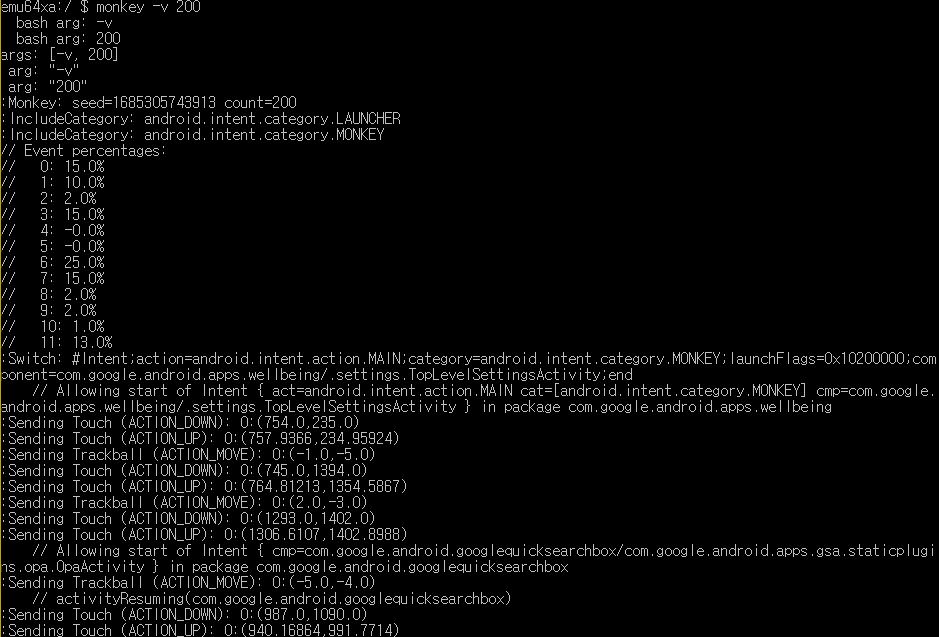 emu64xa:/ $ monkey -v 200
bash arg: -v
bash arg: 200
args: [-v, 200]
arg: "-v"
arg: "200"
:Monkey: seed=1685305743913 count=200
:IncludeCategory: android.intent.category.LAUNCHER
:IncludeCategory: android.intent.category.MONKEY
// Event percentages:
//   0: 15.0%
//   1: 10.0%
//   2: 2.0%
//   3: 15.0%
//   4: -0.0%
//   5: -0.0%
//   6: 25.0%
//   7: 15.0%
//   8: 2.0%
//   9: 2.0%
//   10: 1.0%
//   11: 13.0%
:Switch: #Intent;action=android.intent.action.MAIN;category=android.intent.category.MONKEY;launchFlags=0x10200000;com
ponent=com.google.android.apps.wellbeing/.settings.TopLevelSettingsActivity;end
// Allowing start of Intent { act=android.intent.action.MAIN cat=[android.intent.category.MONKEY] cmp=com.google.
android.apps.wellbeing/.settings.TopLevelSettingsActivity } in package com.google.android.apps.wellbeing
:Sending Touch (ACTION_DOWN): 0:(754.0,235.0)
:Sending Touch (ACTION_UP): 0:(757.9366,234.95924)
:Sending Trackball (ACTION_MOVE): 0:(-1.0,-5.0)
:Sending Touch (ACTION_DOWN): 0:(745.0,1394.0)
:Sending Touch (ACTION_UP): 0:(764.81213,1354.5867)
:Sending Trackball (ACTION_MOVE): 0:(2.0,-3.0)
:Sending Touch (ACTION_DOWN): 0:(1293.0,1402.0)
:Sending Touch (ACTION_UP): 0:(1306.6107,1402.8988)
// Allowing start of Intent { cmp=com.google.android.googlequicksearchbox/com.google.android.apps.gsa.staticplugi
ns.opa.OpaActivity } in package com.google.android.googlequicksearchbox
:Sending Trackball (ACTION_MOVE): 0:(-5.0,-4.0)
// activityResuming(com.google.android.googlequicksearchbox)
:Sending Touch (ACTION_DOWN): 0:(987.0,1090.0)
:Sending Touch (ACTION_UP): 0:(940.16864,991.7714)